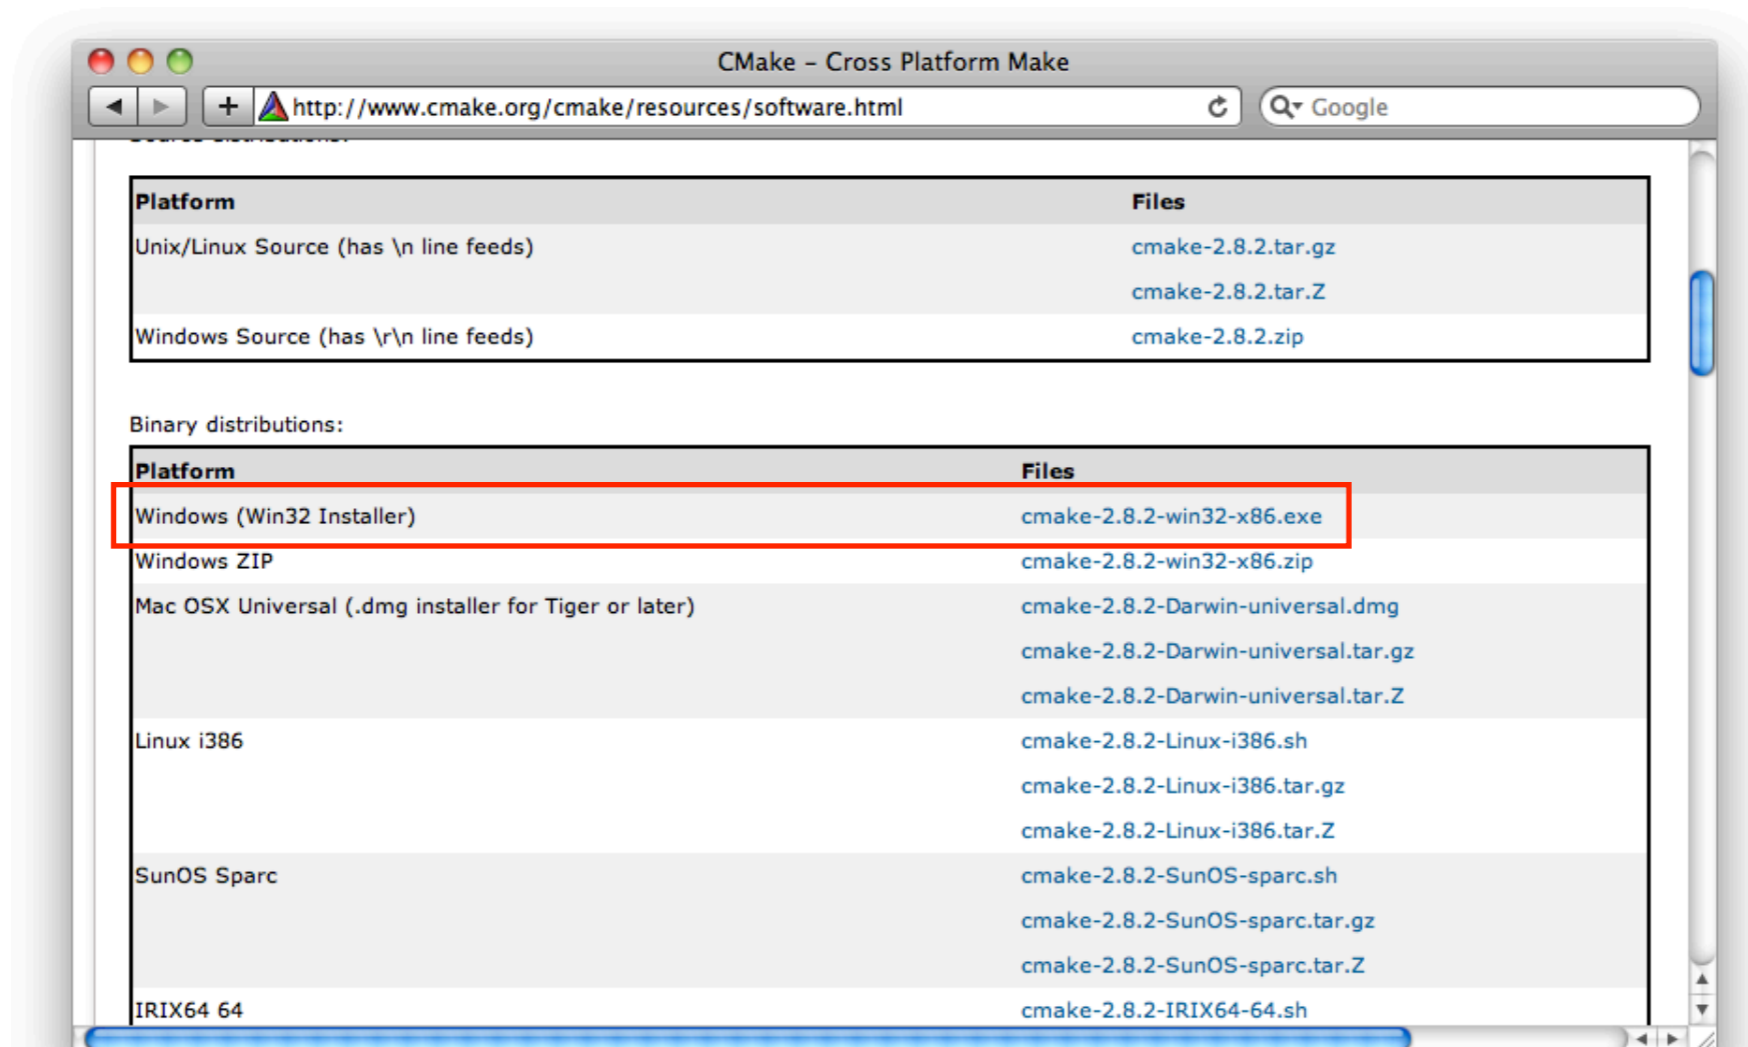 CMake – Cross Platform Make
http://www.cmake.org/cmake/resources/software.html
Google
Source distributions:
Platform Files
Unix/Linux Source (has \n line feeds) cmake-2.8.2.tar.gz
cmake-2.8.2.tar.Z
Windows Source (has \r\n line feeds) cmake-2.8.2.zip
Binary distributions:
Platform Files
Windows (Win32 Installer) cmake-2.8.2-win32-x86.exe
Windows ZIP cmake-2.8.2-win32-x86.zip
Mac OSX Universal (.dmg installer for Tiger or later) cmake-2.8.2-Darwin-universal.dmg
cmake-2.8.2-Darwin-universal.tar.gz
cmake-2.8.2-Darwin-universal.tar.Z
Linux i386 cmake-2.8.2-Linux-i386.sh
cmake-2.8.2-Linux-i386.tar.gz
cmake-2.8.2-Linux-i386.tar.Z
SunOS Sparc cmake-2.8.2-SunOS-sparc.sh
cmake-2.8.2-SunOS-sparc.tar.gz
cmake-2.8.2-SunOS-sparc.tar.Z
IRIX64 64 cmake-2.8.2-IRIX64-64.sh